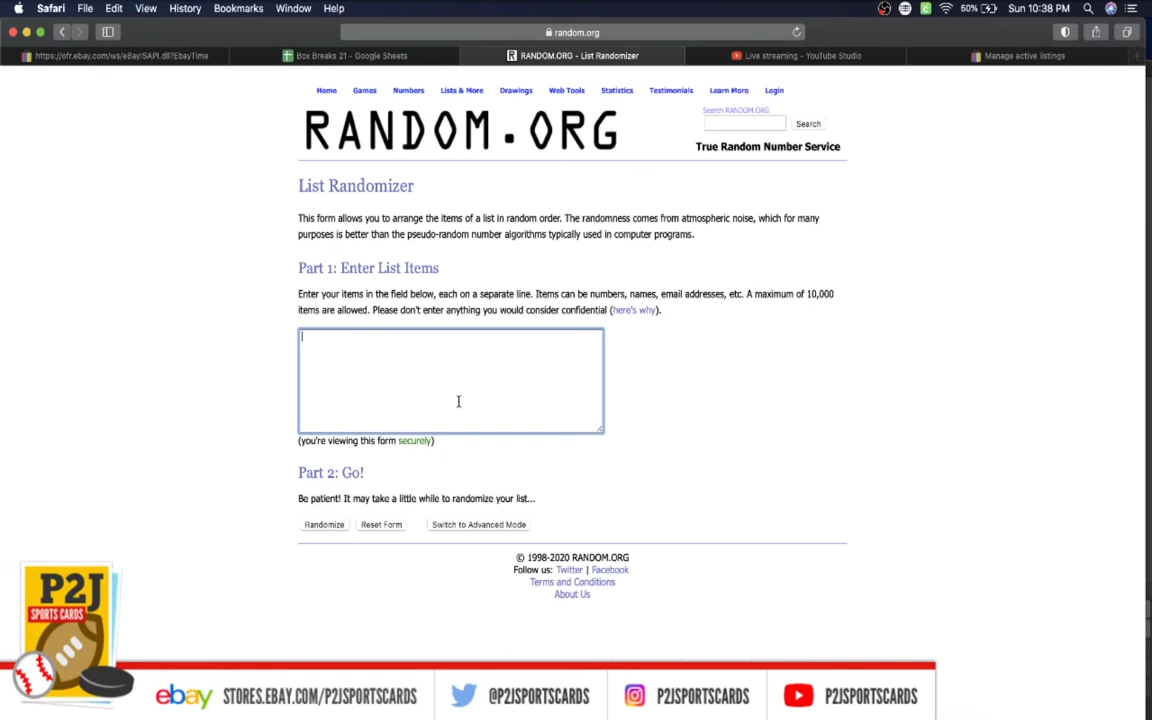 Safari File Edit View History Bookmarks Window Help 60% Sun 10:38 PM
random.org
https://ofr.ebay.com/ws/eBayISAPI.dll?EbayTime Box Breaks 21 - Google Sheets RANDOM.ORG - List Randomizer Live streaming - YouTube Studio Manage active listings
Home Games Numbers Lists & More Drawings Web Tools Statistics Testimonials Learn More Login
Search RANDOM.ORG
RANDOM.ORG
Search
True Random Number Service
List Randomizer
This form allows you to arrange the items of a list in random order. The randomness comes from atmospheric noise, which for many
purposes is better than the pseudo-random number algorithms typically used in computer programs.
Part 1: Enter List Items
Enter your items in the field below, each on a separate line. Items can be numbers, names, email addresses, etc. A maximum of 10,000
items are allowed. Please don't enter anything you would consider confidential (here's why).
(you're viewing this form securely)
Part 2: Go!
Be patient! It may take a little while to randomize your list...
Randomize Reset Form Switch to Advanced Mode
© 1998-2020 RANDOM.ORG
Follow us: Twitter | Facebook
Terms and Conditions
About Us
P2J
SPORTS CARDS
ebay STORES.EBAY.COM/P2JSPORTSCARDS @P2JSPORTSCARDS P2JSPORTSCARDS P2JSPORTSCARDS